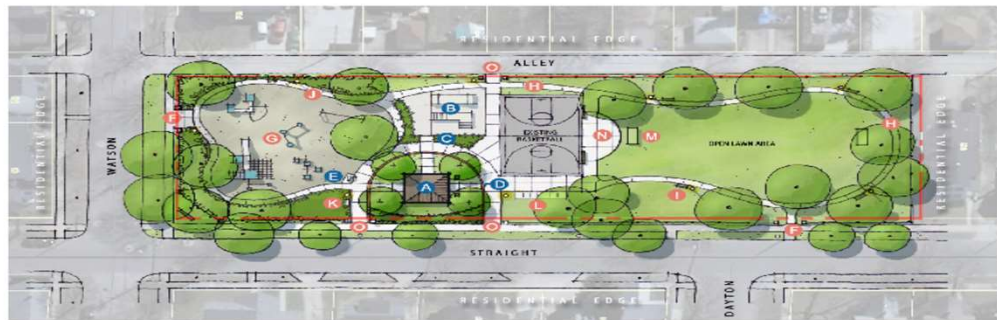 RESIDENTIAL EDGE
ALLEY
O
H
J
B
F
C
G
EXISTING
BASKETBALL
N
M
OPEN LAWN AREA
H
WATSON
RESIDENTIAL EDGE
RESIDENTIAL EDGE
E
A
D
K
L
I
O
O
F
STRAIGHT
RESIDENTIAL EDGE
DAYTON